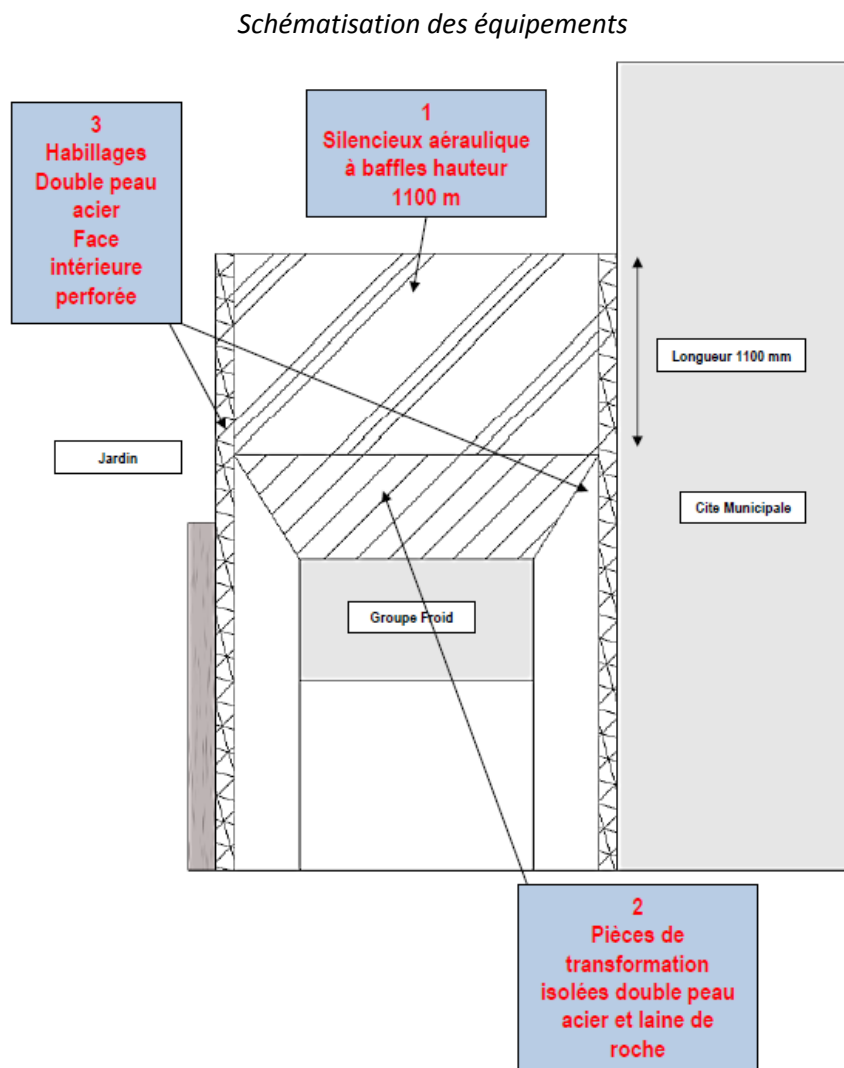 Schématisation des équipements
3
Habillages
Double peau
acier
Face
intérieure
perforée
1
Silencieux aéraulique
à baffles hauteur
1100 m
Longueur 1100 mm
Jardin
Cite Municipale
Groupe Froid
2
Pièces de
transformation
isolées double peau
acier et laine de
roche